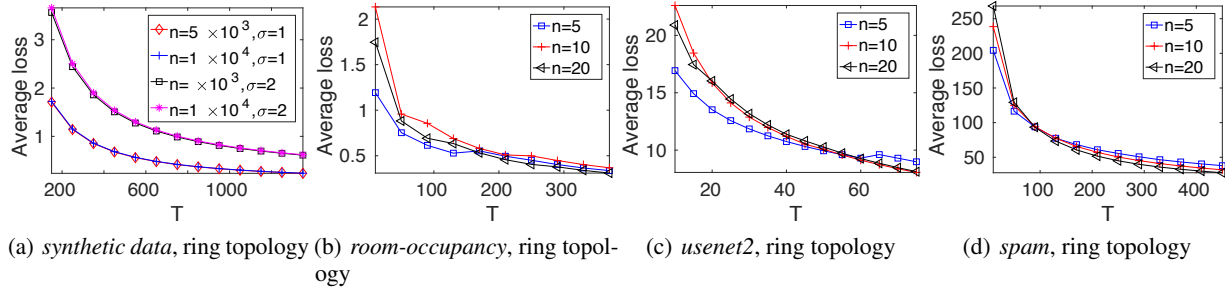 Average loss
3
2
1
200
600
1000
T
n=5 ×10³,σ=1
n=1 ×10⁴,σ=1
n= ×10³,σ=2
n=1 ×10⁴,σ=2
(a) synthetic data, ring topology
Average loss
2
1.5
1
0.5
100
200
300
T
n=5
n=10
n=20
(b) room-occupancy, ring topol-
ogy
Average loss
20
15
10
20
40
60
T
n=5
n=10
n=20
(c) usenet2, ring topology
Average loss
250
200
150
100
50
100
200
300
400
T
n=5
n=10
n=20
(d) spam, ring topology